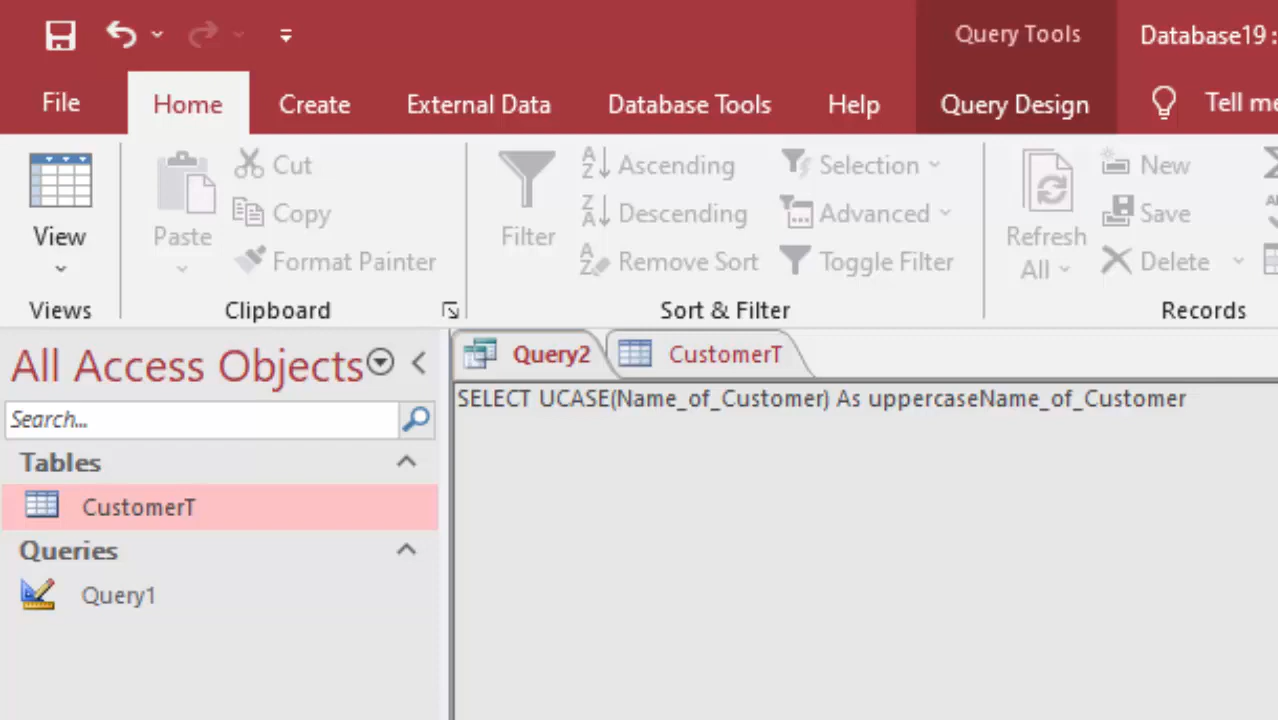 Query Tools
Database19 :
File
Home
Create
External Data
Database Tools
Help
Query Design
Tell me
View
Views
Paste
Cut
Copy
Format Painter
Clipboard
Filter
Ascending
Descending
Remove Sort
Selection
Advanced
Toggle Filter
Sort & Filter
Refresh
All
New
Save
Delete
Records
All Access Objects
Search...
Tables
CustomerT
Queries
Query1
Query2
CustomerT
SELECT UCASE(Name_of_Customer) As uppercaseName_of_Customer